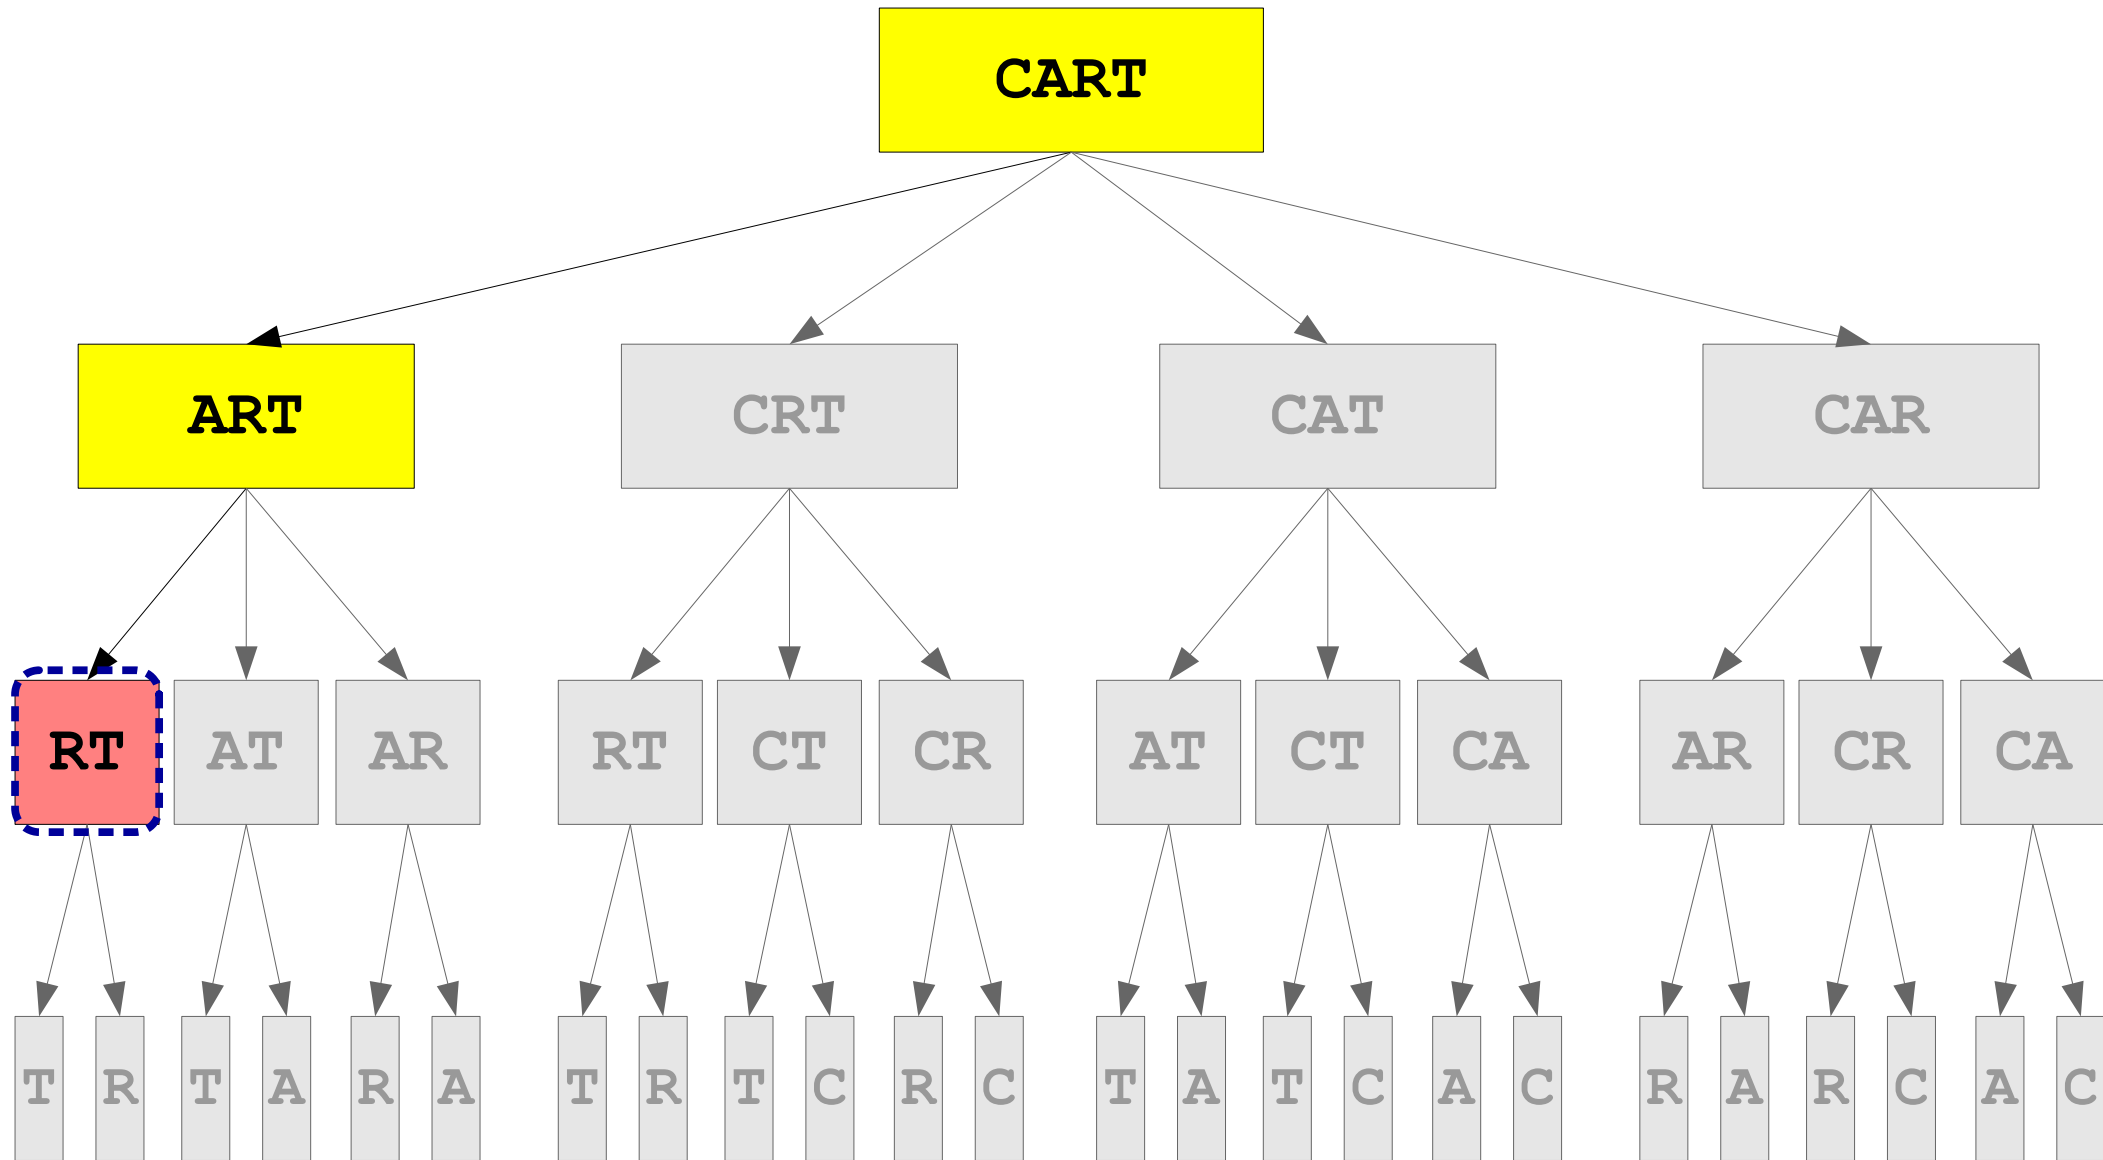 CART
ART CRT CAT CAR
RT AT AR RT CT CR AT CT CA AR CR CA
T R T A R A T R T C R C T A T C A C R A R C A C